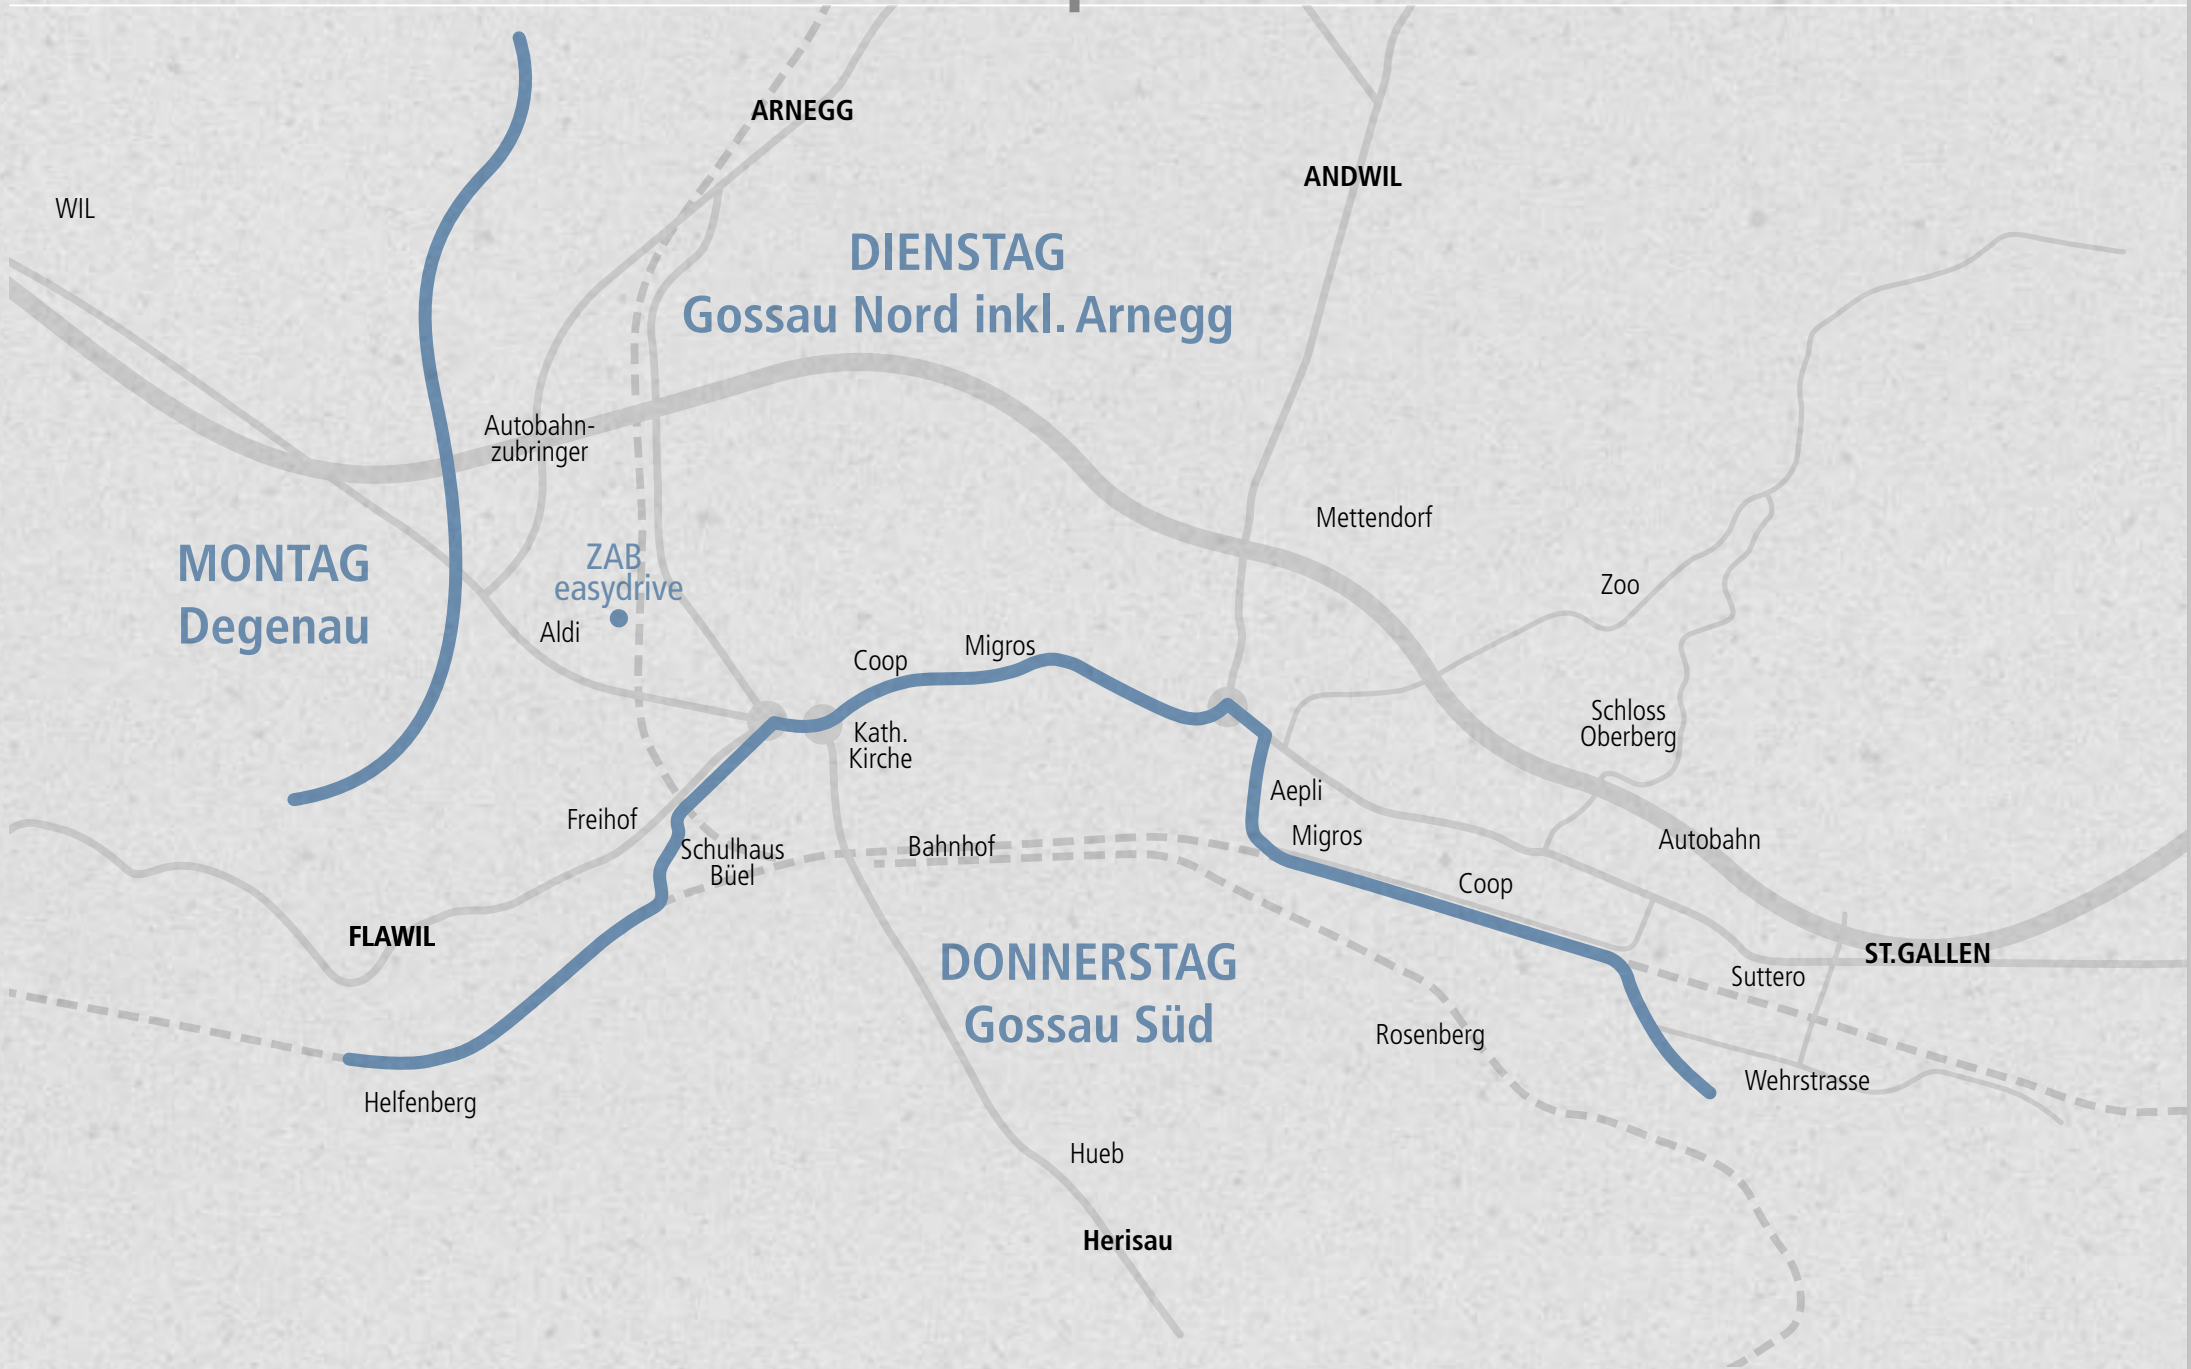 ARNEGG
ANDWIL
WIL
DIENSTAG
Gossau Nord inkl. Arnegg
Autobahn-
zubringer
Mettendorf
MONTAG
Degenau
ZAB
easydrive
Zoo
Aldi
Migros
Coop
Schloss
Oberberg
Kath.
Kirche
Aepli
Freihof
Migros
Autobahn
Bahnhof
Schulhaus
Büel
Coop
FLAWIL
DONNERSTAG
Gossau Süd
ST.GALLEN
Suttero
Rosenberg
Wehrstrasse
Helfenberg
Hueb
Herisau